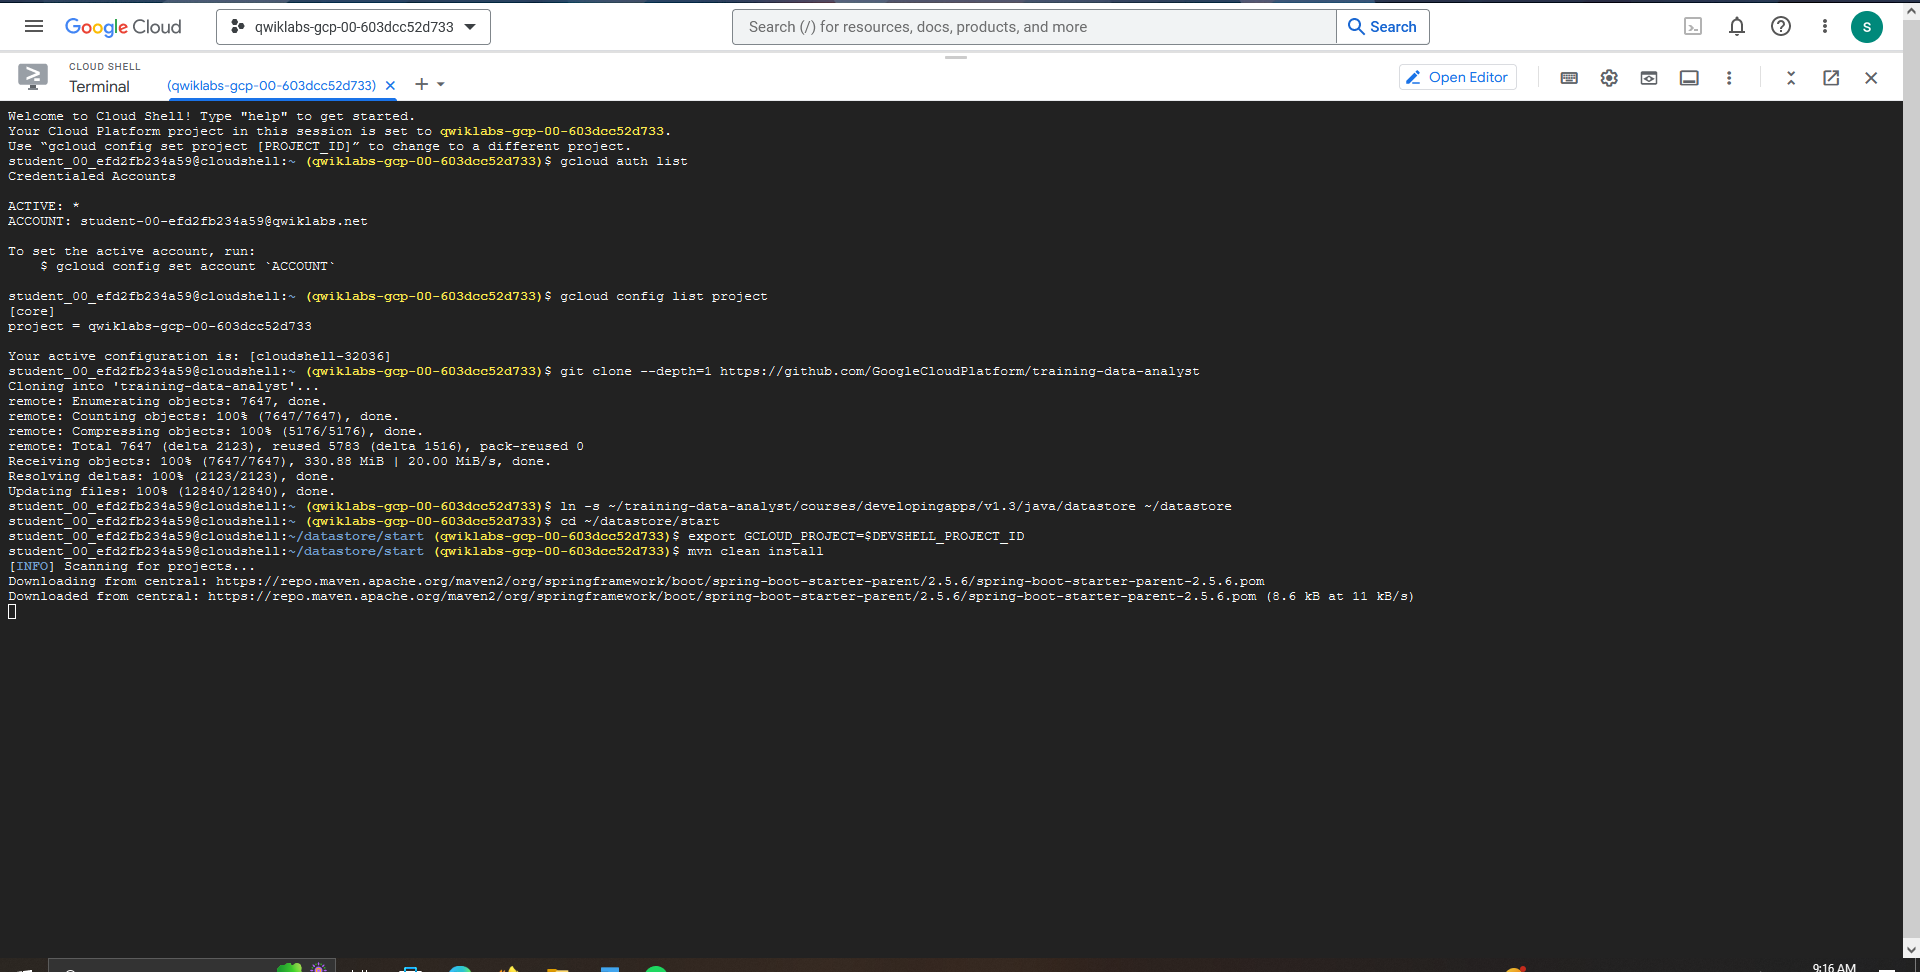 Google Cloud
qwiklabs-gcp-00-603dcc52d733
Search (/) for resources, docs, products, and more
Search
S
CLOUD SHELL
Terminal
(qwiklabs-gcp-00-603dcc52d733)
Open Editor
Welcome to Cloud Shell! Type "help" to get started.
Your Cloud Platform project in this session is set to qwiklabs-gcp-00-603dcc52d733.
Use “gcloud config set project [PROJECT_ID]” to change to a different project.
student_00_efd2fb234a59@cloudshell:~ (qwiklabs-gcp-00-603dcc52d733)$ gcloud auth list
Credentialed Accounts
ACTIVE: *
ACCOUNT: student-00-efd2fb234a59@qwiklabs.net
To set the active account, run:
$ gcloud config set account `ACCOUNT`
student_00_efd2fb234a59@cloudshell:~ (qwiklabs-gcp-00-603dcc52d733)$ gcloud config list project
[core]
project = qwiklabs-gcp-00-603dcc52d733
Your active configuration is: [cloudshell-32036]
student_00_efd2fb234a59@cloudshell:~ (qwiklabs-gcp-00-603dcc52d733)$ git clone --depth=1 https://github.com/GoogleCloudPlatform/training-data-analyst
Cloning into 'training-data-analyst'...
remote: Enumerating objects: 7647, done.
remote: Counting objects: 100% (7647/7647), done.
remote: Compressing objects: 100% (5176/5176), done.
remote: Total 7647 (delta 2123), reused 5783 (delta 1516), pack-reused 0
Receiving objects: 100% (7647/7647), 330.88 MiB | 20.00 MiB/s, done.
Resolving deltas: 100% (2123/2123), done.
Updating files: 100% (12840/12840), done.
student_00_efd2fb234a59@cloudshell:~ (qwiklabs-gcp-00-603dcc52d733)$ ln -s ~/training-data-analyst/courses/developingapps/v1.3/java/datastore ~/datastore
student_00_efd2fb234a59@cloudshell:~ (qwiklabs-gcp-00-603dcc52d733)$ cd ~/datastore/start
student_00_efd2fb234a59@cloudshell:~/datastore/start (qwiklabs-gcp-00-603dcc52d733)$ export GCLOUD_PROJECT=$DEVSHELL_PROJECT_ID
student_00_efd2fb234a59@cloudshell:~/datastore/start (qwiklabs-gcp-00-603dcc52d733)$ mvn clean install
[INFO] Scanning for projects...
Downloading from central: https://repo.maven.apache.org/maven2/org/springframework/boot/spring-boot-starter-parent/2.5.6/spring-boot-starter-parent-2.5.6.pom
Downloaded from central: https://repo.maven.apache.org/maven2/org/springframework/boot/spring-boot-starter-parent/2.5.6/spring-boot-starter-parent-2.5.6.pom (8.6 kB at 11 kB/s)
9:16 AM